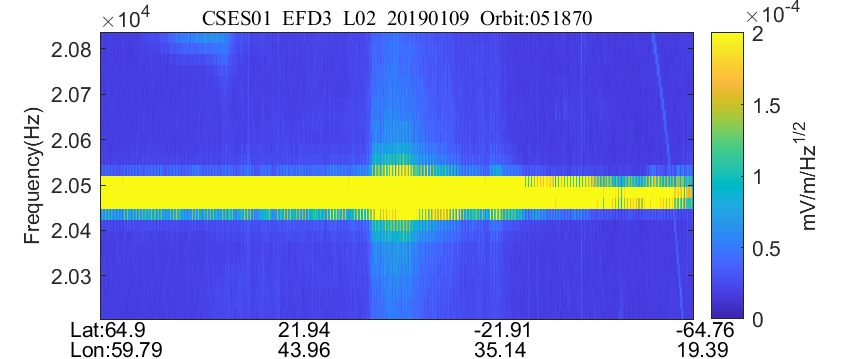 ×10⁴ CSES01 EFD3 L02 20190109 Orbit:051870 ×10⁻⁴
2.08
2.07
2.06
2.05
2.04
2.03
Frequency(Hz)
2
1.5
1
0.5
0
mV/m/Hz^1/2
Lat:64.9 21.94 -21.91 -64.76
Lon:59.79 43.96 35.14 19.39